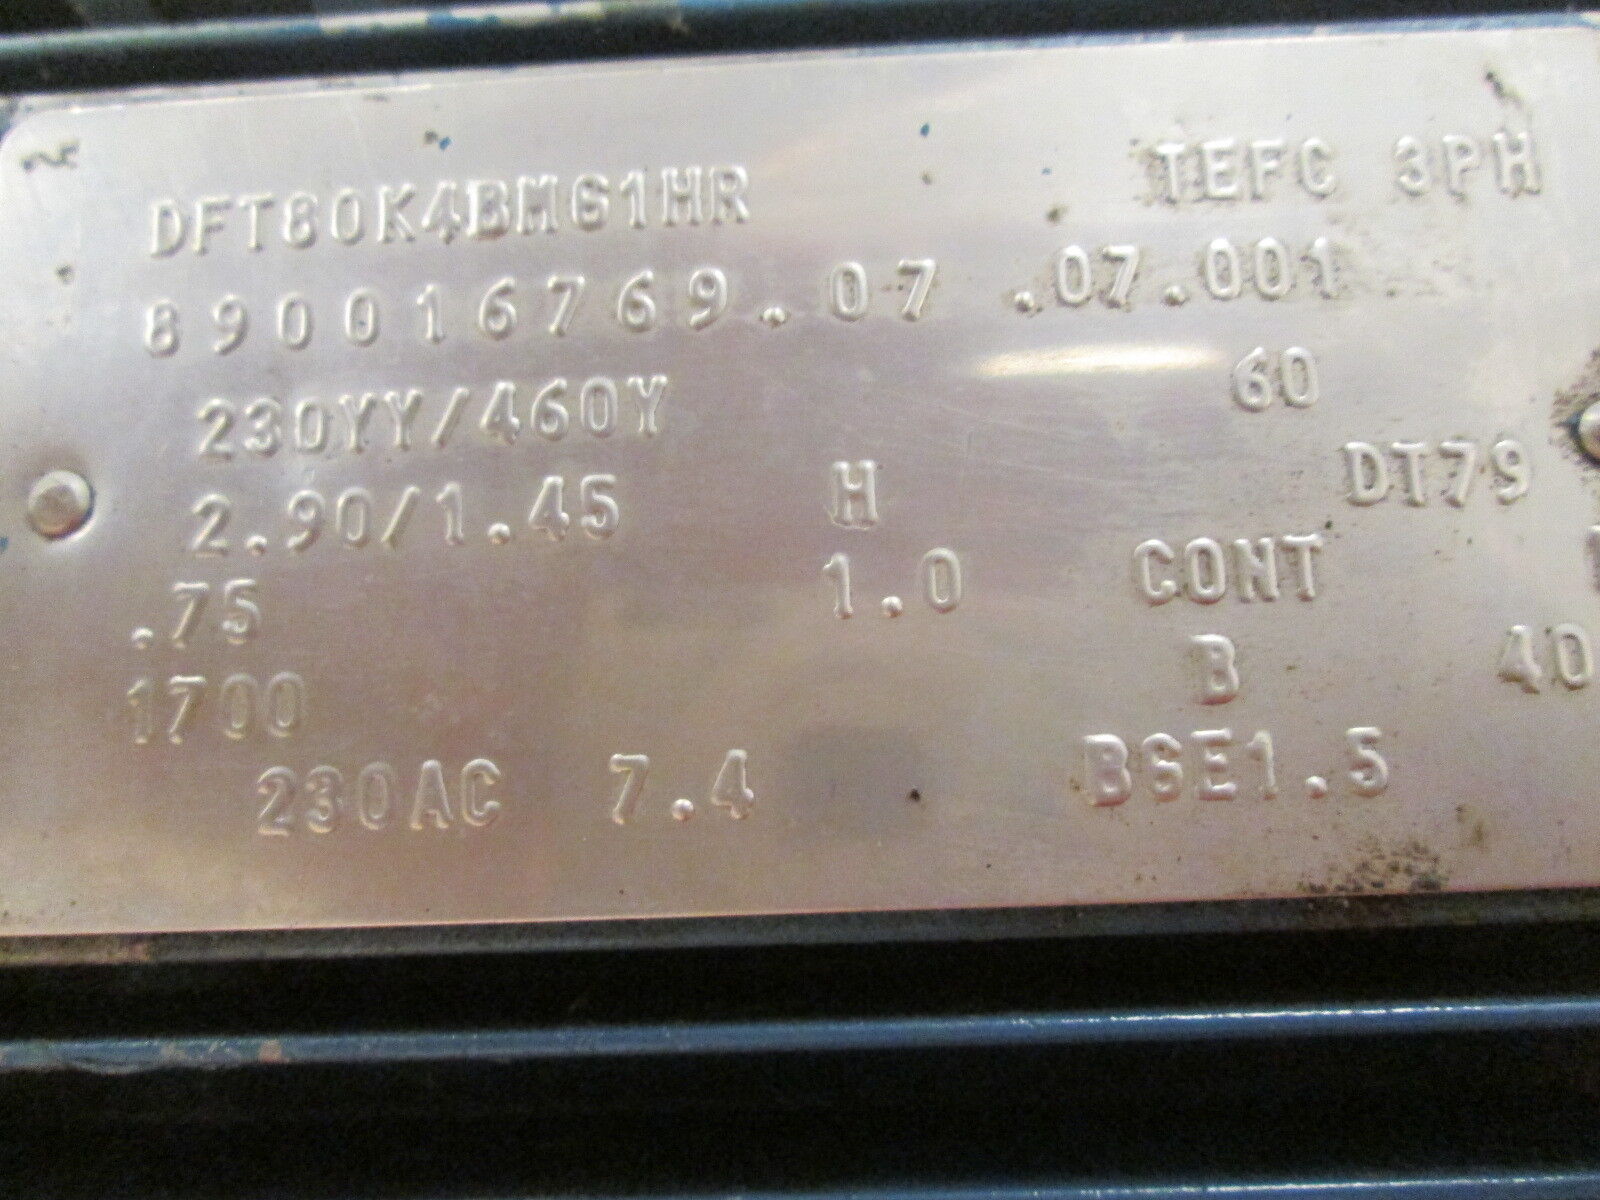 DFT80K4BMG1HR TEFC 3PH
890016769.07 .07.001
230YY/460Y 60
2.90/1.45 H DT79
.75 1.0 CONT
1700 B 40
230AC 7.4 BGE1.5